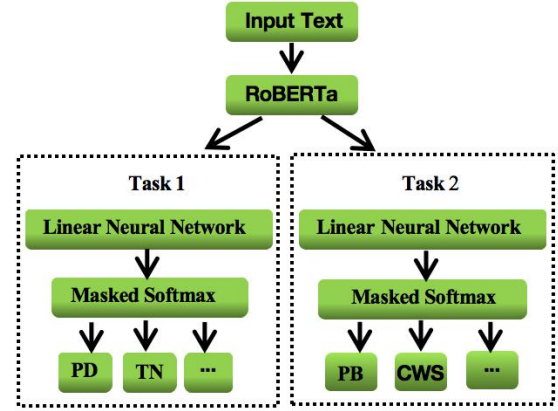 Input Text
RoBERTa
Task 1
Linear Neural Network
Masked Softmax
PD
TN
...
Task 2
Linear Neural Network
Masked Softmax
PB
CWS
...